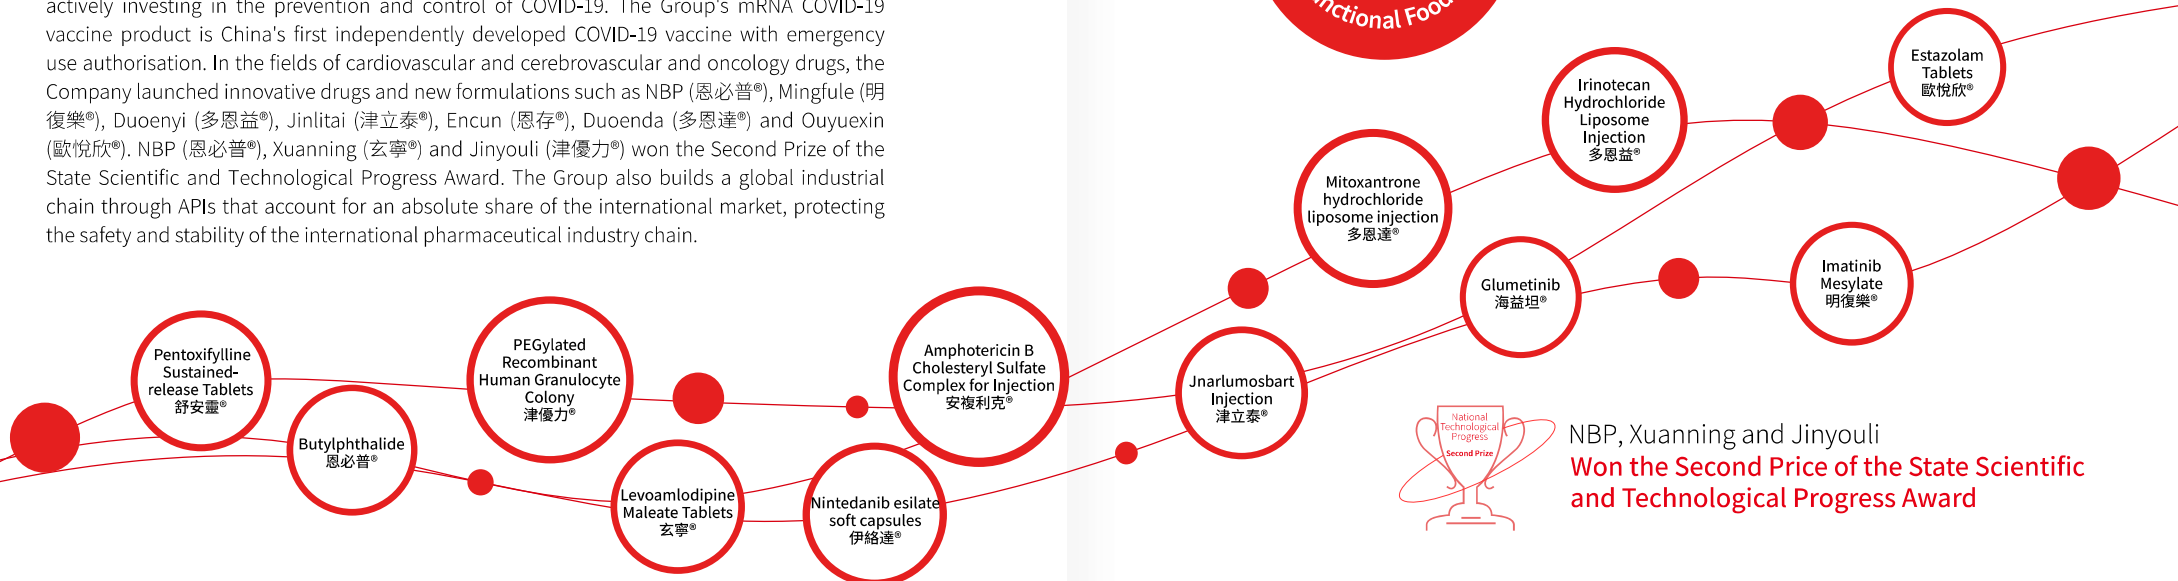 actively investing in the prevention and control of COVID-19. The Group's mRNA COVID-19
vaccine product is China's first independently developed COVID-19 vaccine with emergency
use authorisation. In the fields of cardiovascular and cerebrovascular and oncology drugs, the
Company launched innovative drugs and new formulations such as NBP (恩必普®), Mingfule (明
復樂®), Duoenyi (多恩益®), Jinlitai (津立泰®), Encun (恩存®), Duoenda (多恩達®) and Ouyuexin
(歐悅欣®). NBP (恩必普®), Xuanning (玄寧®) and Jinyouli (津優力®) won the Second Prize of the
State Scientific and Technological Progress Award. The Group also builds a global industrial
chain through APIs that account for an absolute share of the international market, protecting
the safety and stability of the international pharmaceutical industry chain.
nctional Food
Estazolam
Tablets
歐悅欣®
Irinotecan
Hydrochloride
Liposome
Injection
多恩益®
Mitoxantrone
hydrochloride
liposome injection
多恩達®
Glumetinib
海益坦®
Imatinib
Mesylate
明復樂®
Pentoxifylline
Sustained-
release Tablets
舒安靈®
Butylphthalide
恩必普®
PEGylated
Recombinant
Human Granulocyte
Colony
津優力®
Levoamlodipine
Maleate Tablets
玄寧®
Nintedanib esilate
soft capsules
伊絡達®
Amphotericin B
Cholesteryl Sulfate
Complex for Injection
安複利克®
Jnarlumosbart
Injection
津立泰®
National
Technological
Progress
Second Prize
NBP, Xuanning and Jinyouli
Won the Second Price of the State Scientific
and Technological Progress Award